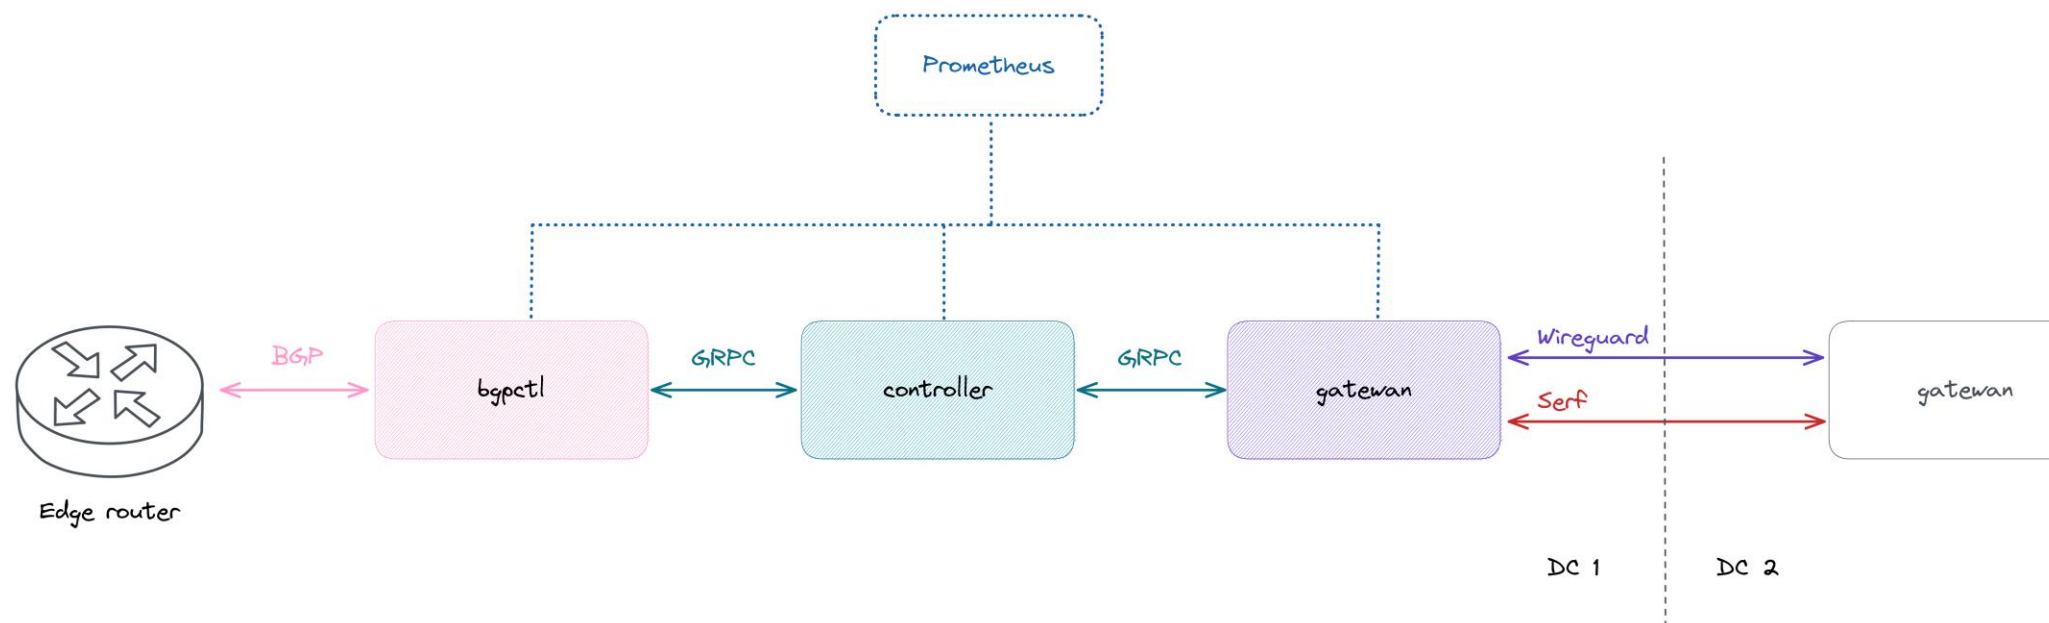 Prometheus
BGP
GRPC
GRPC
Wireguard
bgpctl
controller
gatewan
Serf
gatewan
Edge router
DC 1
DC 2